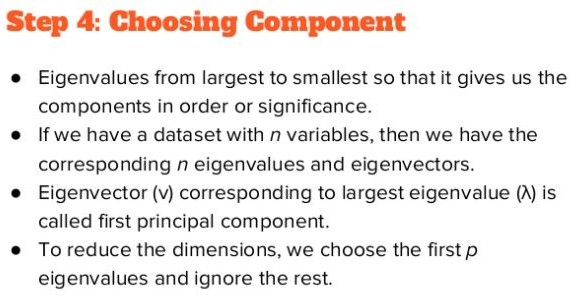 Step 4: Choosing Component
● Eigenvalues from largest to smallest so that it gives us the
components in order or significance.
● If we have a dataset with n variables, then we have the
corresponding n eigenvalues and eigenvectors.
● Eigenvector (v) corresponding to largest eigenvalue (λ) is
called first principal component.
● To reduce the dimensions, we choose the first p
eigenvalues and ignore the rest.